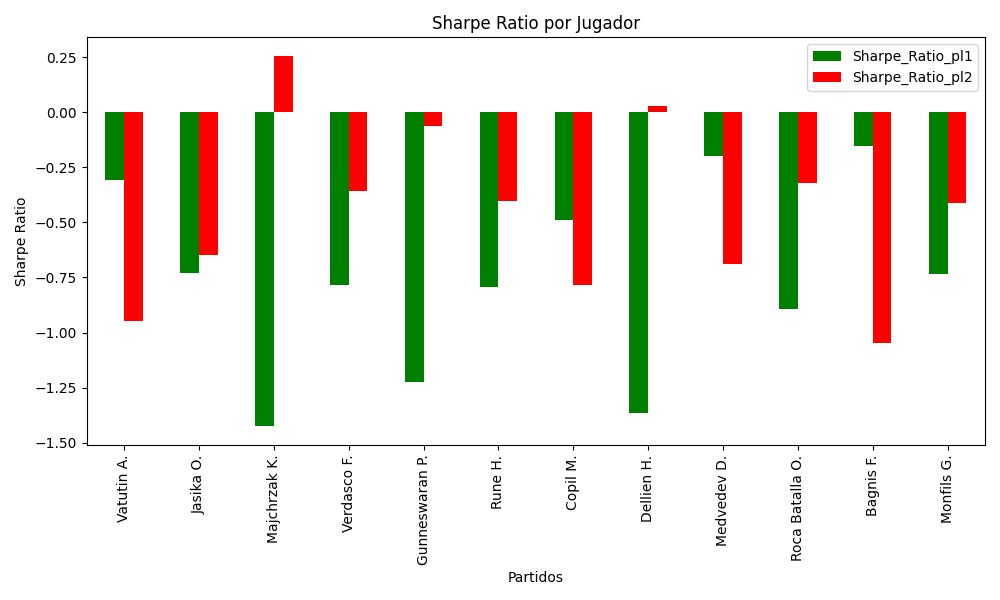 Sharpe Ratio por Jugador
Sharpe_Ratio_pl1
Sharpe_Ratio_pl2
Sharpe Ratio
0.25
0.00
−0.25
−0.50
−0.75
−1.00
−1.25
−1.50
Vatutin A.
Jasika O.
Majchrzak K.
Verdasco F.
Gunneswaran P.
Rune H.
Copil M.
Dellien H.
Medvedev D.
Roca Batalla O.
Bagnis F.
Monfils G.
Partidos